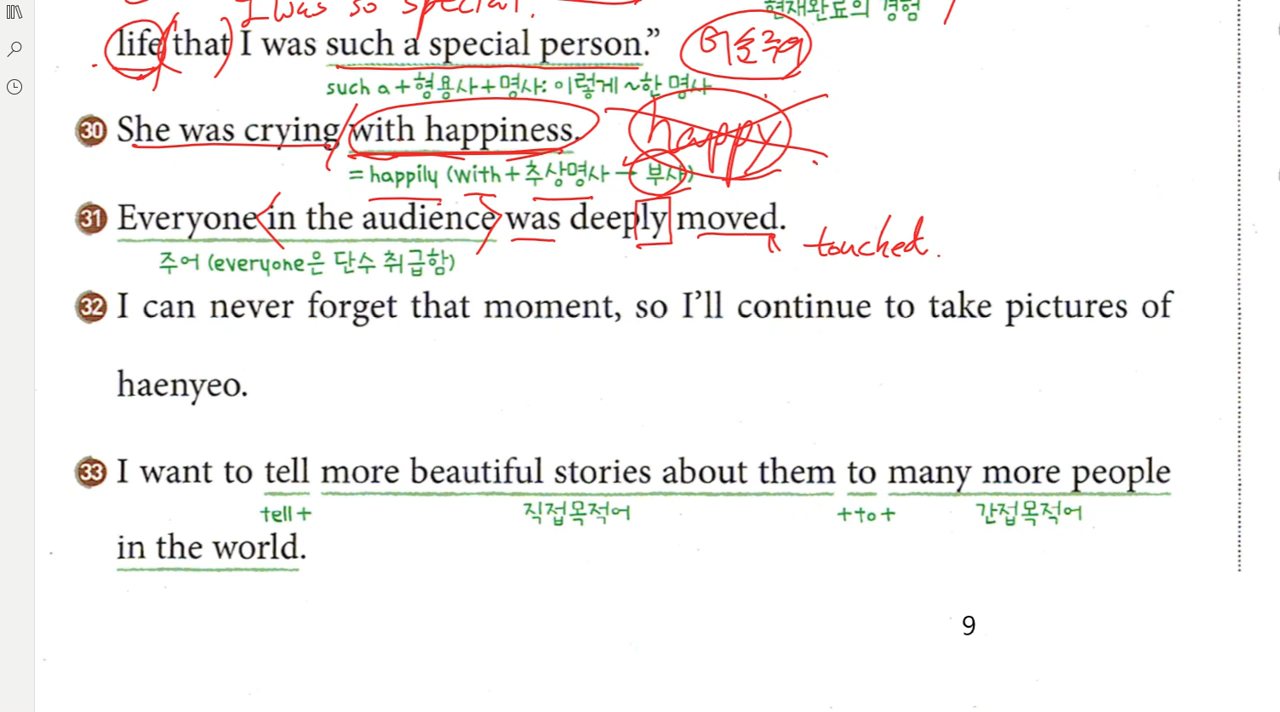 I was so special.
현재완료의 경험
life that I was such a special person.”
어순주의
such a + 형용사 + 명사: 이렇게 ~한 명사
30 She was crying with happiness.
happy
= happily (with + 추상명사 → 부사)
31 Everyone in the audience was deeply moved.
touched.
주어 (everyone은 단수 취급함)
32 I can never forget that moment, so I’ll continue to take pictures of
haenyeo.
33 I want to tell more beautiful stories about them to many more people
tell + 직접목적어 + to + 간접목적어
in the world.
9